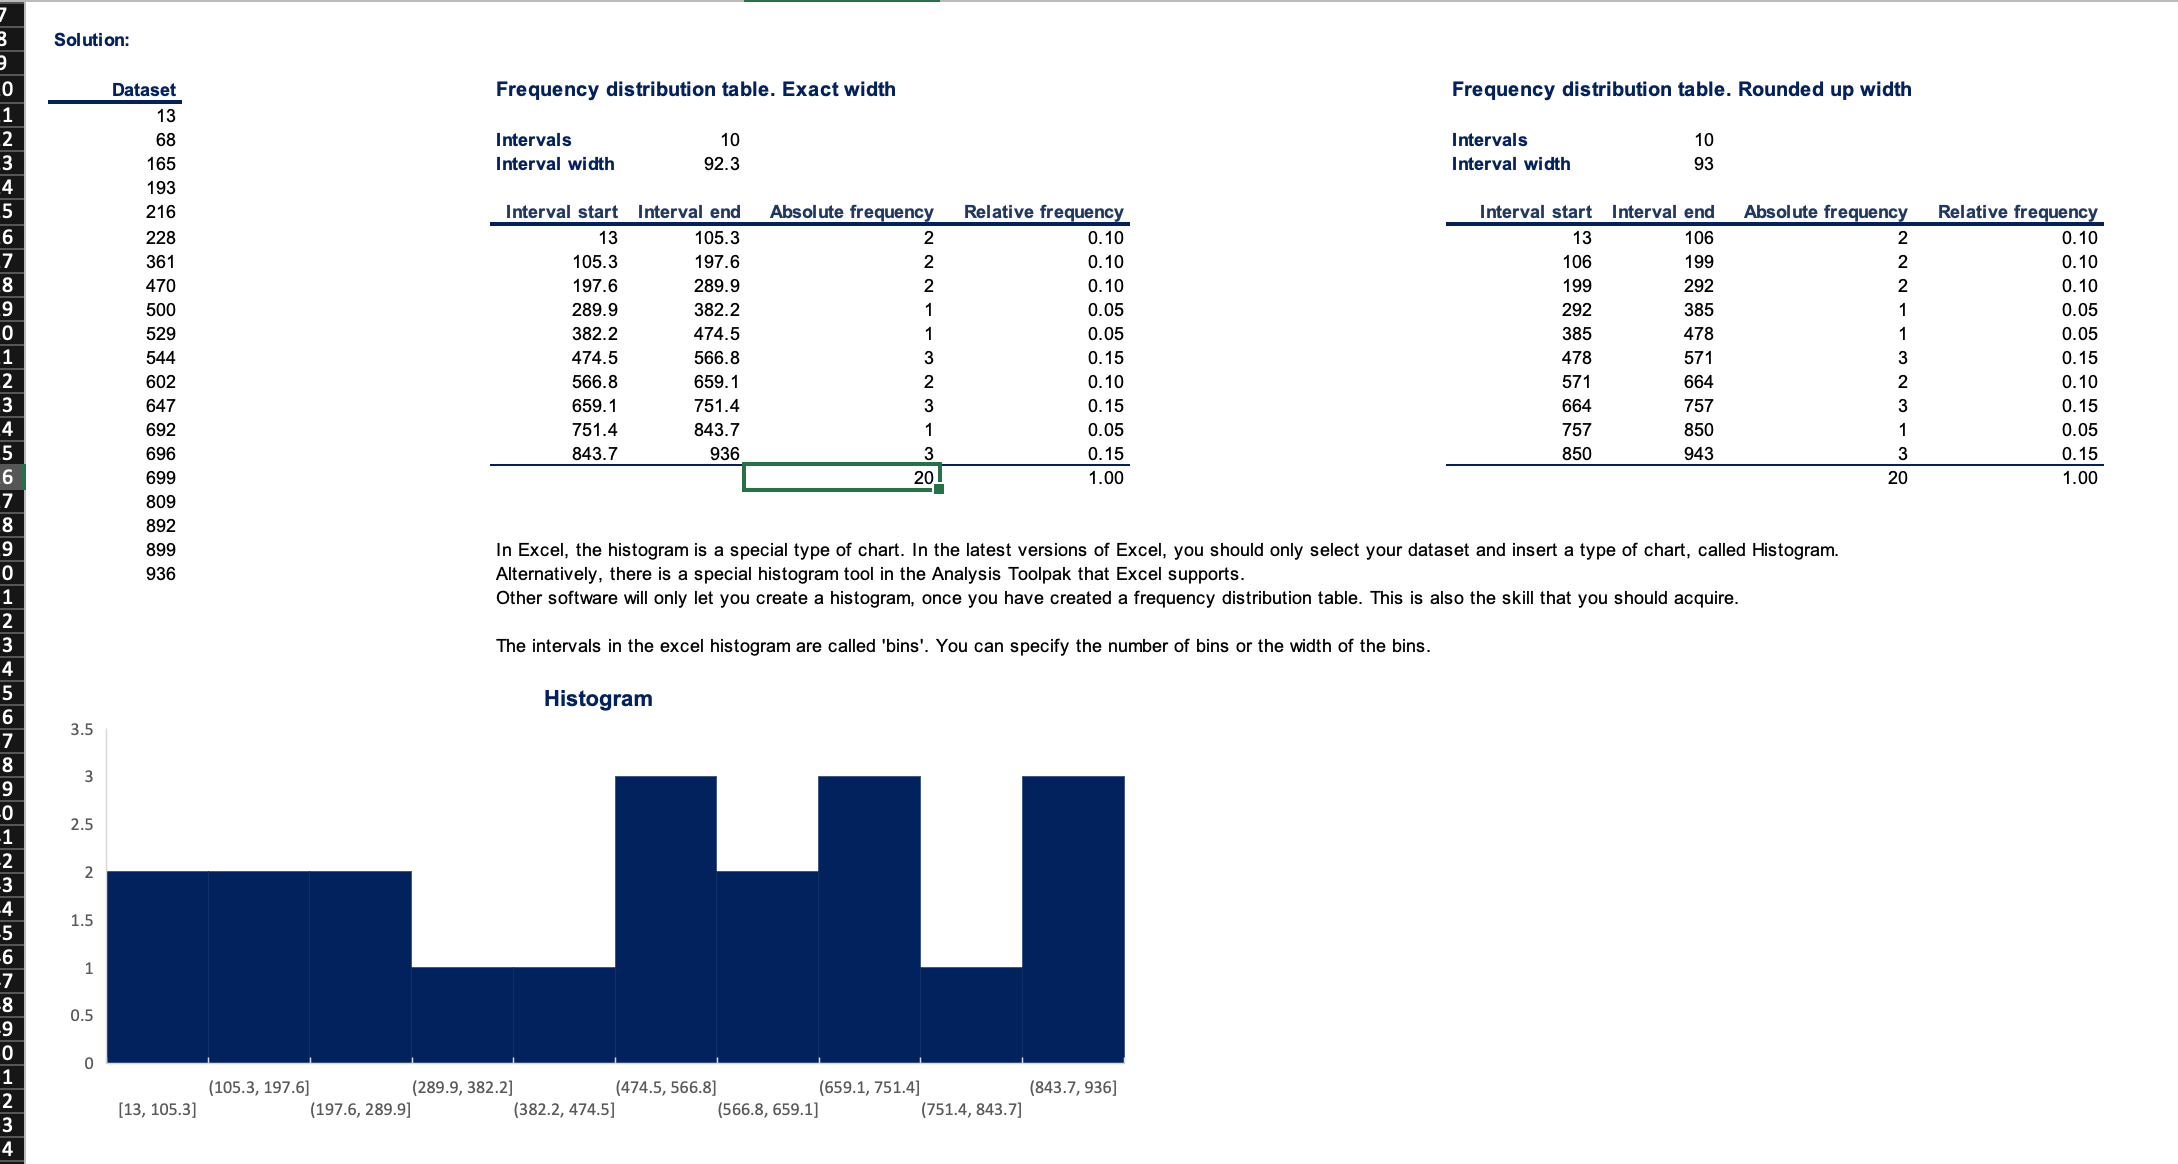 Solution:
Dataset
13
68
165
193
216
228
361
470
500
529
544
602
647
692
696
699
809
892
899
936
Frequency distribution table. Exact width
Intervals 10
Interval width 92.3
Interval start Interval end Absolute frequency Relative frequency
13 105.3 2 0.10
105.3 197.6 2 0.10
197.6 289.9 2 0.10
289.9 382.2 1 0.05
382.2 474.5 1 0.05
474.5 566.8 3 0.15
566.8 659.1 2 0.10
659.1 751.4 3 0.15
751.4 843.7 1 0.05
843.7 936 3 0.15
20 1.00
Frequency distribution table. Rounded up width
Intervals 10
Interval width 93
Interval start Interval end Absolute frequency Relative frequency
13 106 2 0.10
106 199 2 0.10
199 292 2 0.10
292 385 1 0.05
385 478 1 0.05
478 571 3 0.15
571 664 2 0.10
664 757 3 0.15
757 850 1 0.05
850 943 3 0.15
20 1.00
In Excel, the histogram is a special type of chart. In the latest versions of Excel, you should only select your dataset and insert a type of chart, called Histogram.
Alternatively, there is a special histogram tool in the Analysis Toolpak that Excel supports.
Other software will only let you create a histogram, once you have created a frequency distribution table. This is also the skill that you should acquire.
The intervals in the excel histogram are called 'bins'. You can specify the number of bins or the width of the bins.
Histogram
3.5
3
2.5
2
1.5
1
0.5
0
(105.3, 197.6] (289.9, 382.2] (474.5, 566.8] (659.1, 751.4] (843.7, 936]
[13, 105.3] (197.6, 289.9] (382.2, 474.5] (566.8, 659.1] (751.4, 843.7]